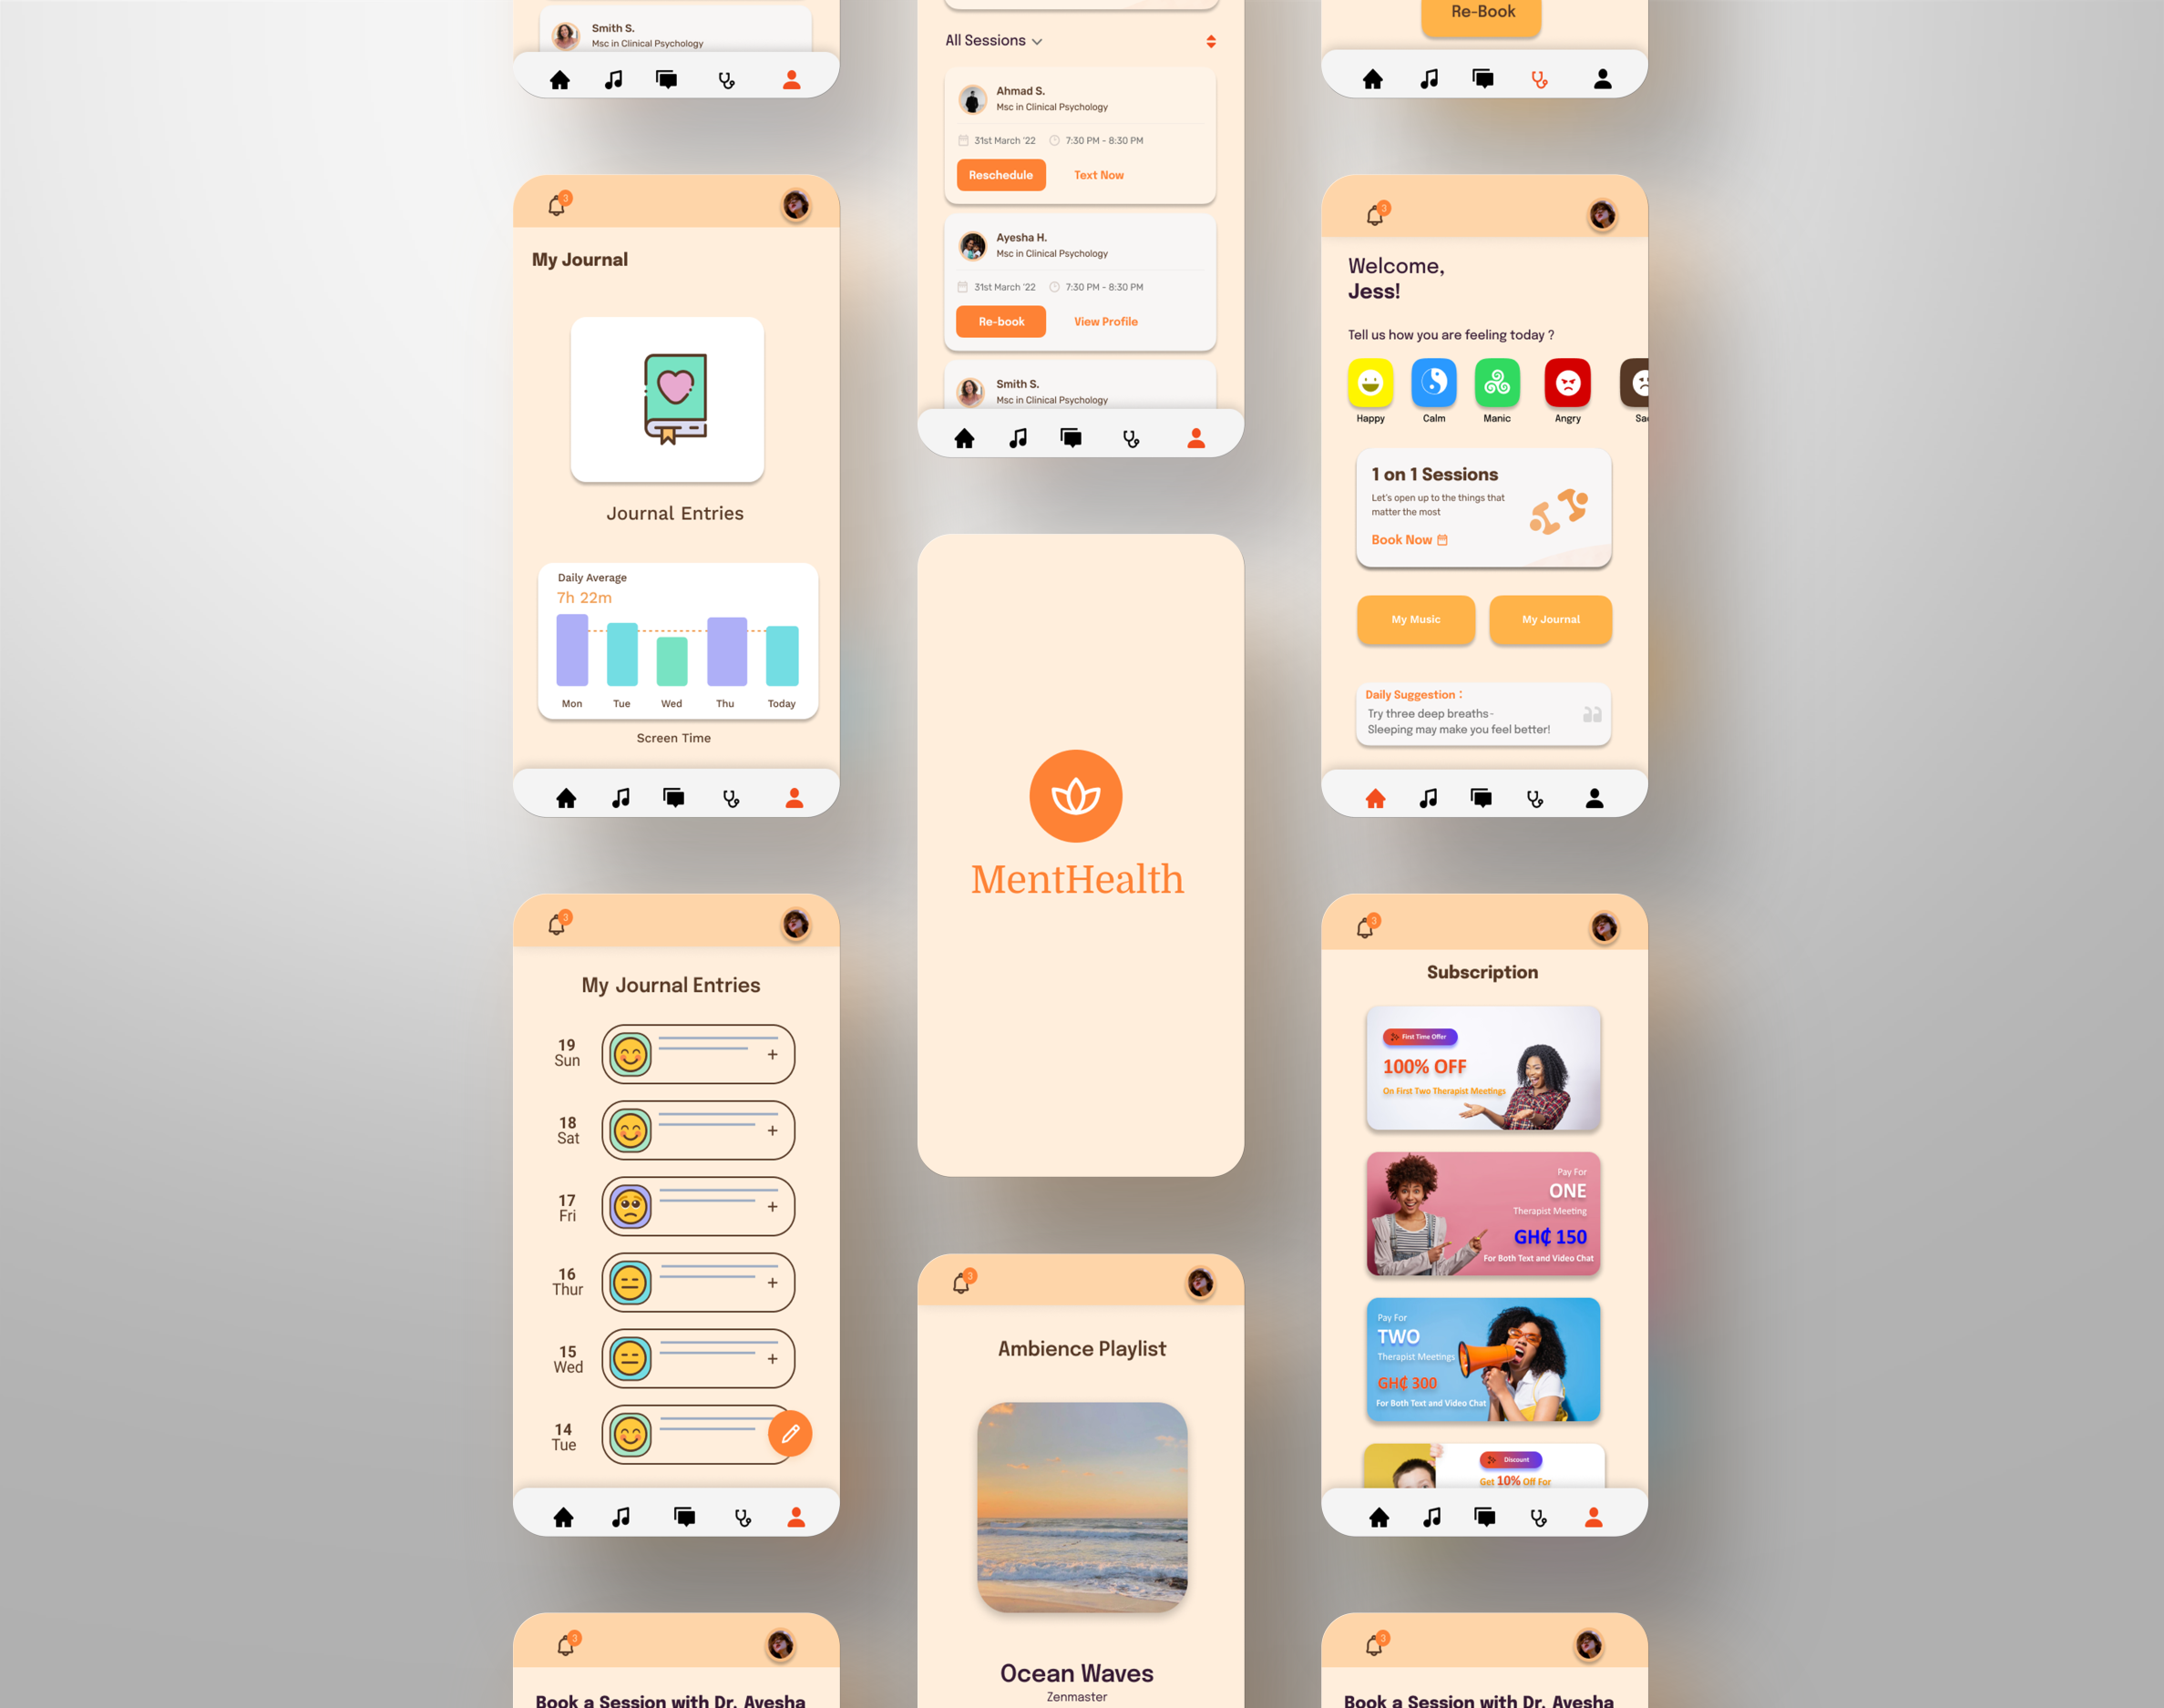 Smith S.
Msc in Clinical Psychology
3
My Journal
Journal Entries
Daily Average
7h 22m
Mon Tue Wed Thu Today
Screen Time
3
My Journal Entries
19
Sun
+
18
Sat
+
17
Fri
+
16
Thur
+
15
Wed
+
14
Tue
3
Book a Session with Dr. Ayesha
All Sessions
Ahmad S.
Msc in Clinical Psychology
31st March '22 7:30 PM - 8:30 PM
Reschedule Text Now
Ayesha H.
Msc in Clinical Psychology
31st March '22 7:30 PM - 8:30 PM
Re-book View Profile
Smith S.
Msc in Clinical Psychology
MentHealth
3
Ambience Playlist
Ocean Waves
Zenmaster
Re-Book
3
Welcome,
Jess!
Tell us how you are feeling today ?
Happy Calm Manic Angry Sa
1 on 1 Sessions
Let's open up to the things that
matter the most
Book Now
My Music My Journal
Daily Suggestion :
Try three deep breaths -
Sleeping may make you feel better!
3
Subscription
First Time Offer
100% OFF
On First Two Therapist Meetings
Pay For
ONE
Therapist Meeting
GH₵ 150
For Both Text and Video Chat
Pay For
TWO
Therapist Meetings
GH₵ 300
For Both Text and Video Chat
Discount
Get 10% Off For
3
Book a Session with Dr. Ayesha